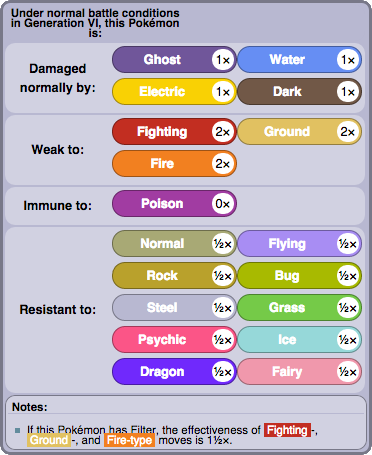 Under normal battle conditions
in Generation VI, this Pokémon
is:
Damaged
normally by:
Ghost 1× Water 1×
Electric 1× Dark 1×
Weak to:
Fighting 2× Ground 2×
Fire 2×
Immune to:
Poison 0×
Resistant to:
Normal ½× Flying ½×
Rock ½× Bug ½×
Steel ½× Grass ½×
Psychic ½× Ice ½×
Dragon ½× Fairy ½×
Notes:
If this Pokémon has Filter, the effectiveness of Fighting-,
Ground-, and Fire-type moves is 1½×.